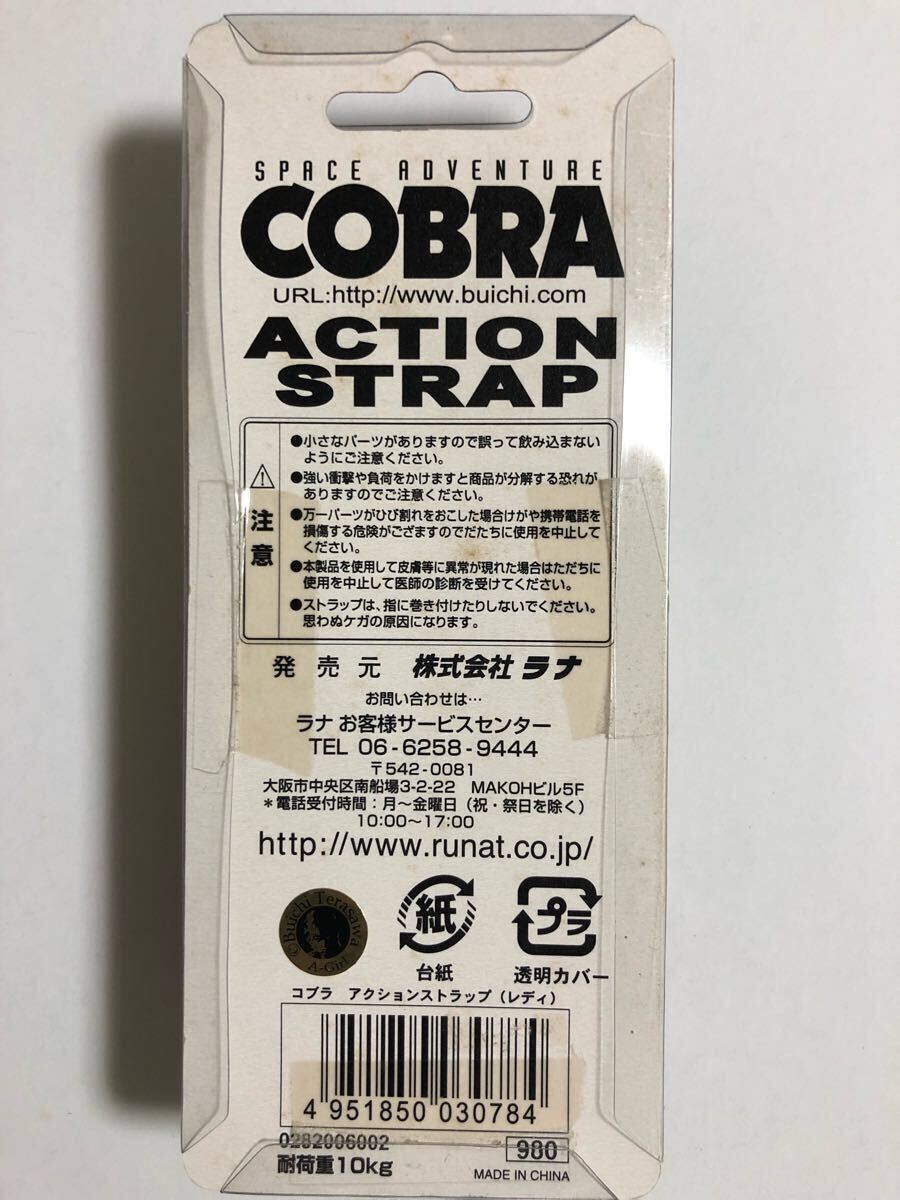 SPACE ADVENTURE
COBRA
URL:http://www.buichi.com
ACTION
STRAP
注意
●小さなパーツがありますので誤って飲み込まない
ようにご注意ください。
●強い衝撃や負荷をかけますと商品が分解する恐れが
ありますのでご注意ください。
●万一パーツがひび割れをおこした場合けがや携帯電話を
損傷する危険がござますのでだたちに使用を中止して
ください。
●本製品を使用して皮膚等に異常が現れた場合はただちに
使用を中止して医師の診断を受けてください。
●ストラップは、指に巻き付けたりしないでください。
思わぬケガの原因になります。
発売元 株式会社 ラナ
お問い合わせは…
ラナ お客様サービスセンター
TEL 06-6258-9444
〒542-0081
大阪市中央区南船場3-2-22 MAKOHビル5F
*電話受付時間：月～金曜日（祝・祭日を除く）
10:00～17:00
http://www.runat.co.jp/
©Buichi Terasawa
A-Girl
紙
台紙
プラ
透明カバー
コブラ アクションストラップ（レディ）
4 951850 030784
0282006002
耐荷重10kg
980
MADE IN CHINA